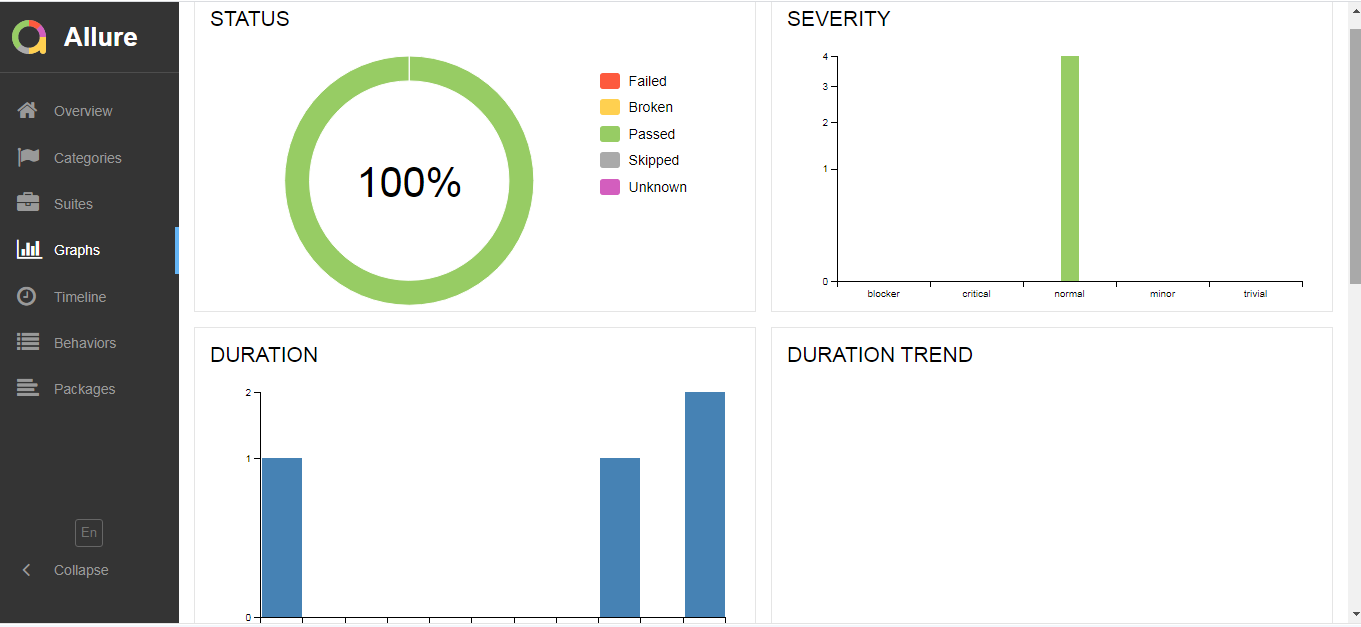 Allure
Overview
Categories
Suites
Graphs
Timeline
Behaviors
Packages
En
Collapse
STATUS
100%
Failed
Broken
Passed
Skipped
Unknown
SEVERITY
4
3
2
1
0
blocker critical normal minor trivial
DURATION
2
1
0
DURATION TREND